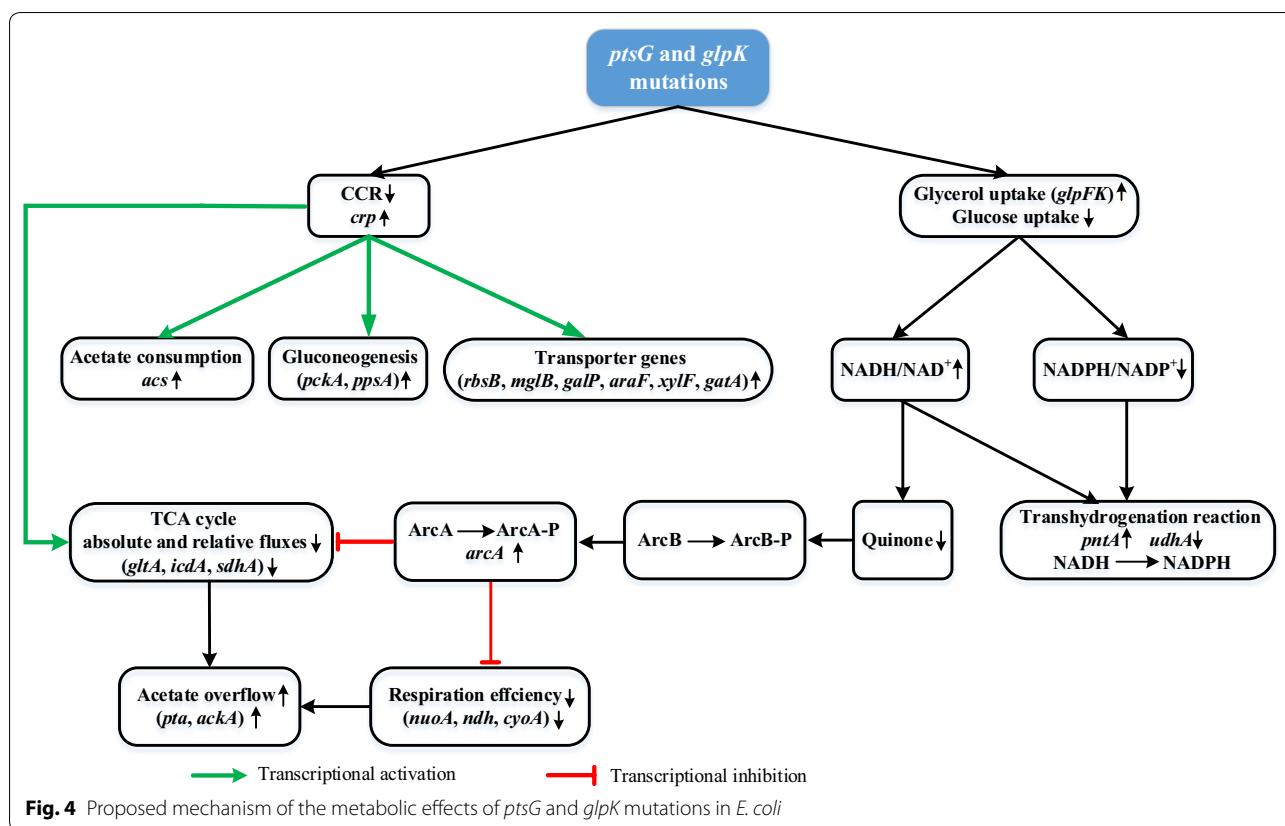 ptsG and glpK
mutations
CCR↓
crp↑
Glycerol uptake (glpFK)↑
Glucose uptake↓
Acetate consumption
acs↑
Gluconeogenesis
(pckA, ppsA)↑
Transporter genes
(rbsB, mglB, galP, araF, xylF, gatA)↑
NADH/NAD+↑
NADPH/NADP+↓
TCA cycle
absolute and relative fluxes↓
(gltA, icdA, sdhA)↓
ArcA→ArcA-P
arcA↑
ArcB→ArcB-P
Quinone↓
Transhydrogenation reaction
pntA↑ udhA↓
NADH→NADPH
Acetate overflow↑
(pta, ackA)↑
Respiration effciency↓
(nuoA, ndh, cyoA)↓
Transcriptional activation
Transcriptional inhibition
Fig. 4 Proposed mechanism of the metabolic effects of ptsG and glpK mutations in E. coli